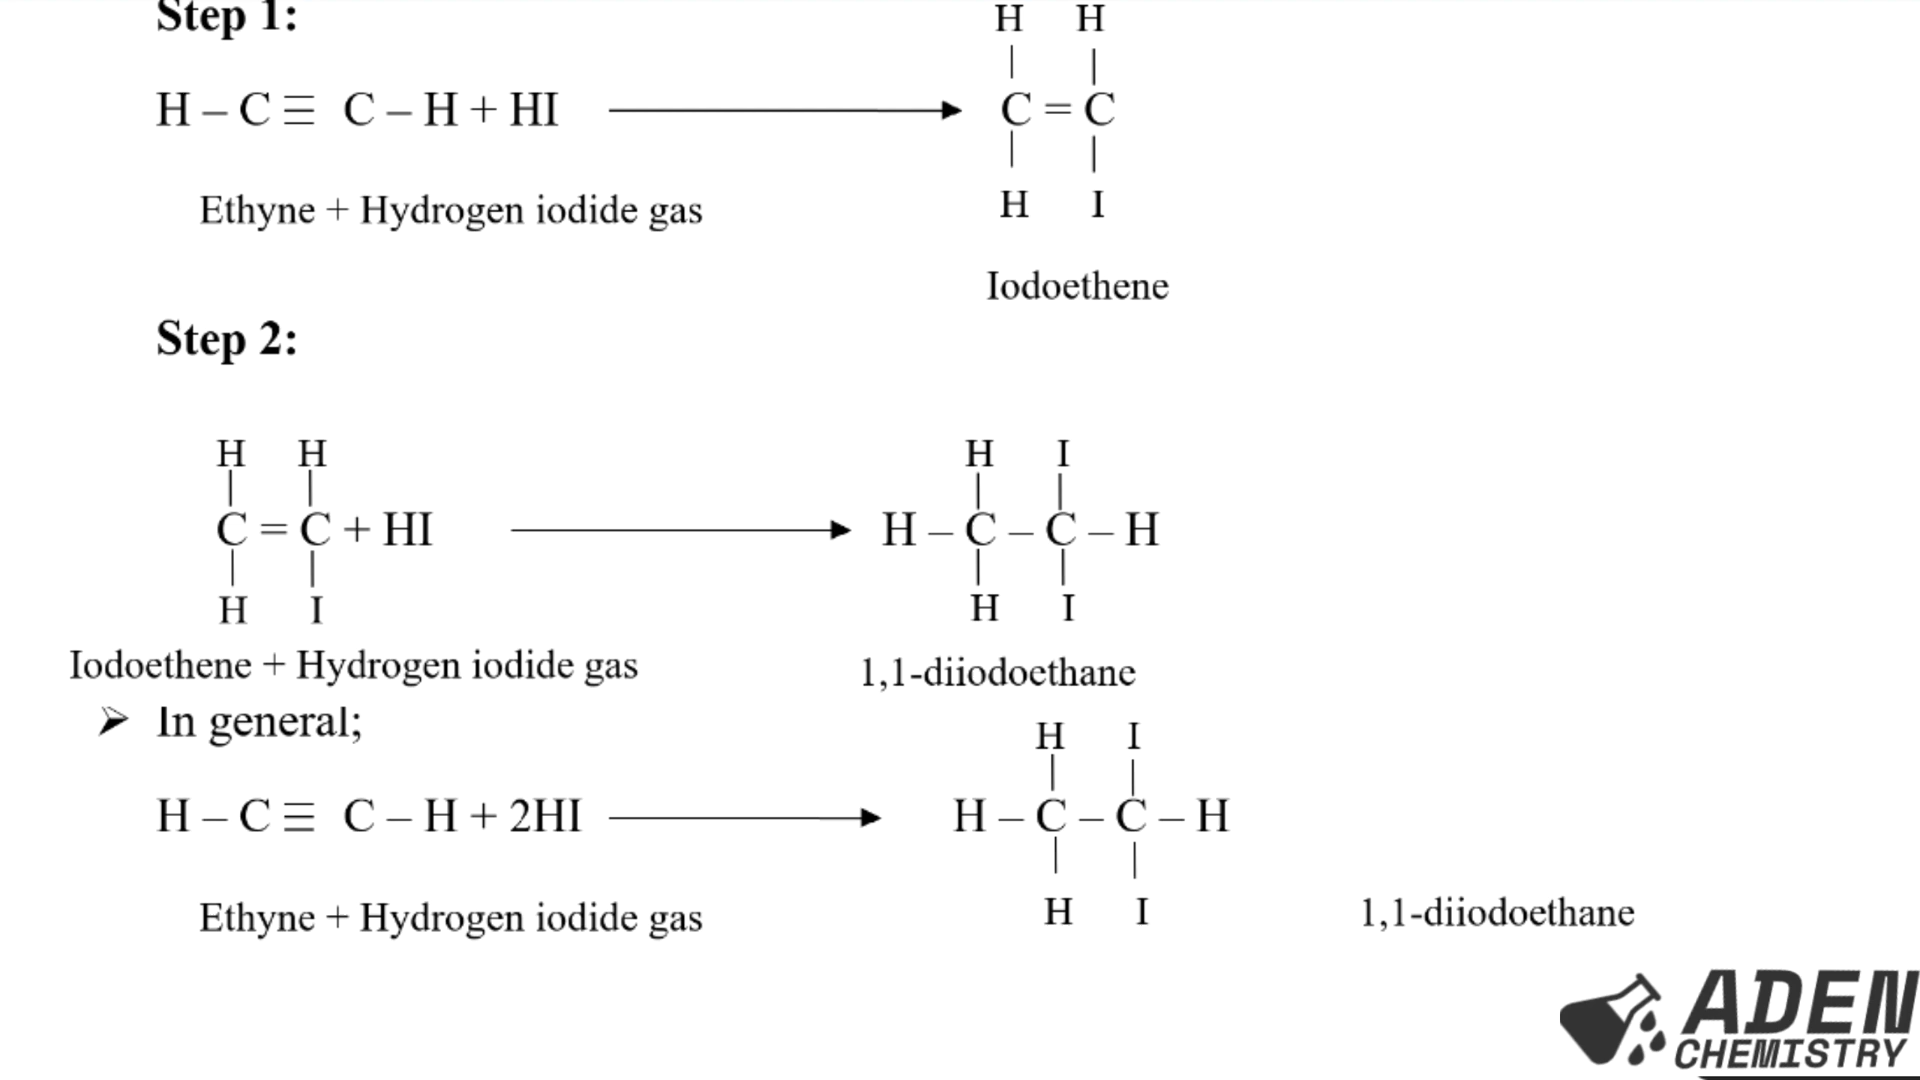 Step 1:
H H
H – C ≡ C – H + HI C = C
H I
Ethyne + Hydrogen iodide gas
Iodoethene
Step 2:
H H H I
C = C + HI H – C – C – H
H I H I
Iodoethene + Hydrogen iodide gas 1,1-diiodoethane
➢ In general;
H I
H – C ≡ C – H + 2HI H – C – C – H
H I
Ethyne + Hydrogen iodide gas 1,1-diiodoethane
ADEN
CHEMISTRY